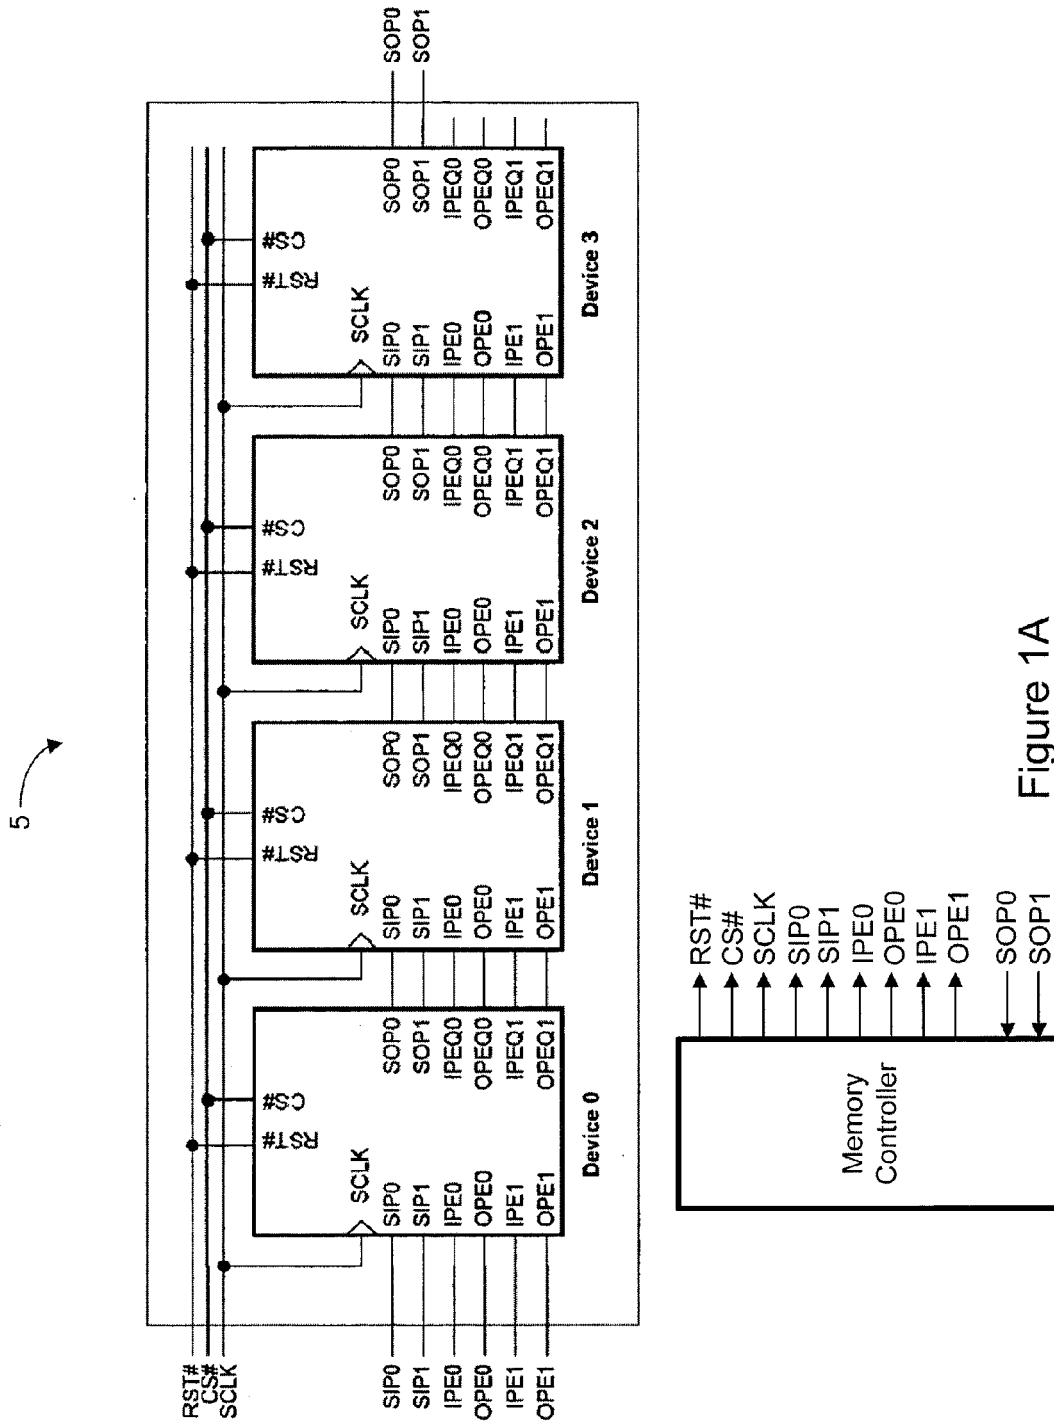 5
RST#
CS#
SCLK
SIP0
SIP1
IPE0
OPE0
IPE1
OPE1
RST#
CS#
SCLK
SIP0
SIP1
IPE0
OPE0
IPE1
OPE1
SOP0
SOP1
IPEQ0
OPEQ0
IPEQ1
OPEQ1
Device 0
RST#
CS#
SCLK
SIP0
SIP1
IPE0
OPE0
IPE1
OPE1
SOP0
SOP1
IPEQ0
OPEQ0
IPEQ1
OPEQ1
Device 1
RST#
CS#
SCLK
SIP0
SIP1
IPE0
OPE0
IPE1
OPE1
SOP0
SOP1
IPEQ0
OPEQ0
IPEQ1
OPEQ1
Device 2
RST#
CS#
SCLK
SIP0
SIP1
IPE0
OPE0
IPE1
OPE1
SOP0
SOP1
IPEQ0
OPEQ0
IPEQ1
OPEQ1
Device 3
SOP0
SOP1
Memory
Controller
RST#
CS#
SCLK
SIP0
SIP1
IPE0
OPE0
IPE1
OPE1
SOP0
SOP1
Figure 1A